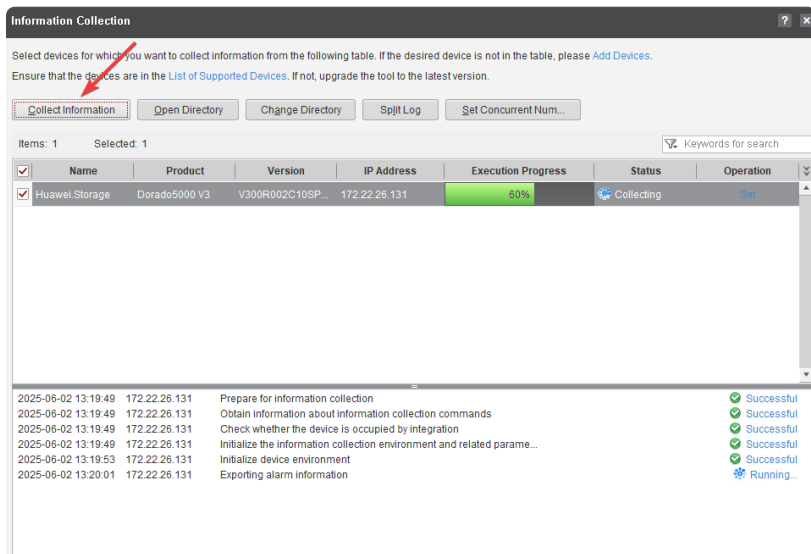 Information Collection
? ×
Select devices for which you want to collect information from the following table. If the desired device is not in the table, please Add Devices.
Ensure that the devices are in the List of Supported Devices. If not, upgrade the tool to the latest version.
Collect Information Open Directory Change Directory Split Log Set Concurrent Num...
Items: 1 Selected: 1 Keywords for search
Name Product Version IP Address Execution Progress Status Operation
Huawei.Storage Dorado5000 V3 V300R002C10SP... 172.22.26.131 60% Collecting Set
2025-06-02 13:19:49 172.22.26.131 Prepare for information collection Successful
2025-06-02 13:19:49 172.22.26.131 Obtain information about information collection commands Successful
2025-06-02 13:19:49 172.22.26.131 Check whether the device is occupied by integration Successful
2025-06-02 13:19:49 172.22.26.131 Initialize the information collection environment and related parame... Successful
2025-06-02 13:19:53 172.22.26.131 Initialize device environment Successful
2025-06-02 13:20:01 172.22.26.131 Exporting alarm information Running...